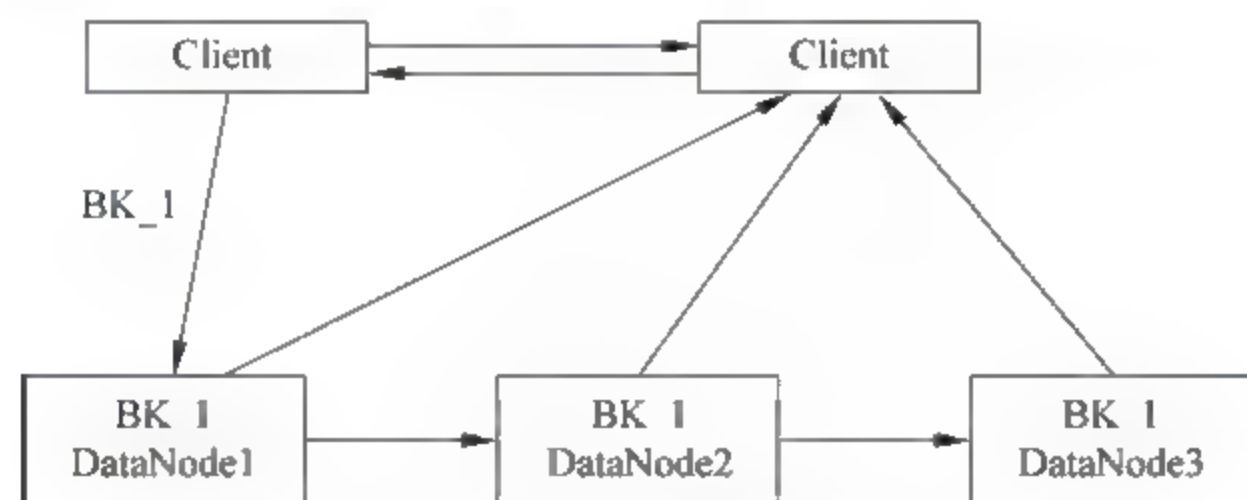 Client
Client
BK_1
BK 1
DataNode1
BK 1
DataNode2
BK 1
DataNode3